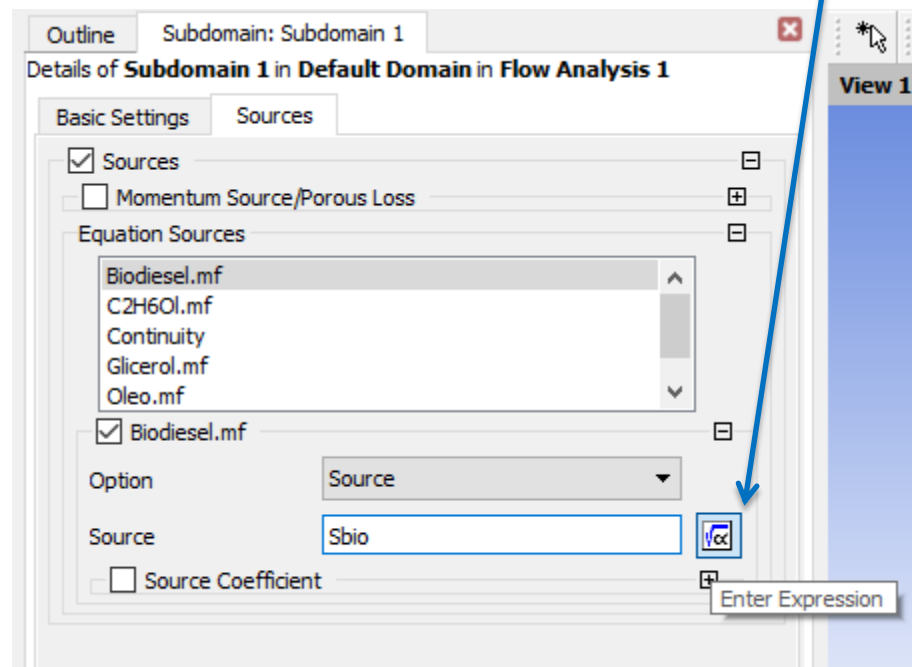 Outline Subdomain: Subdomain 1
Details of Subdomain 1 in Default Domain in Flow Analysis 1
View 1
Basic Settings Sources
Sources
Momentum Source/Porous Loss
Equation Sources
Biodiesel.mf
C2H6Ol.mf
Continuity
Glicerol.mf
Oleo.mf
Biodiesel.mf
Option Source
Source Sbio √α
Source Coefficient
Enter Expression